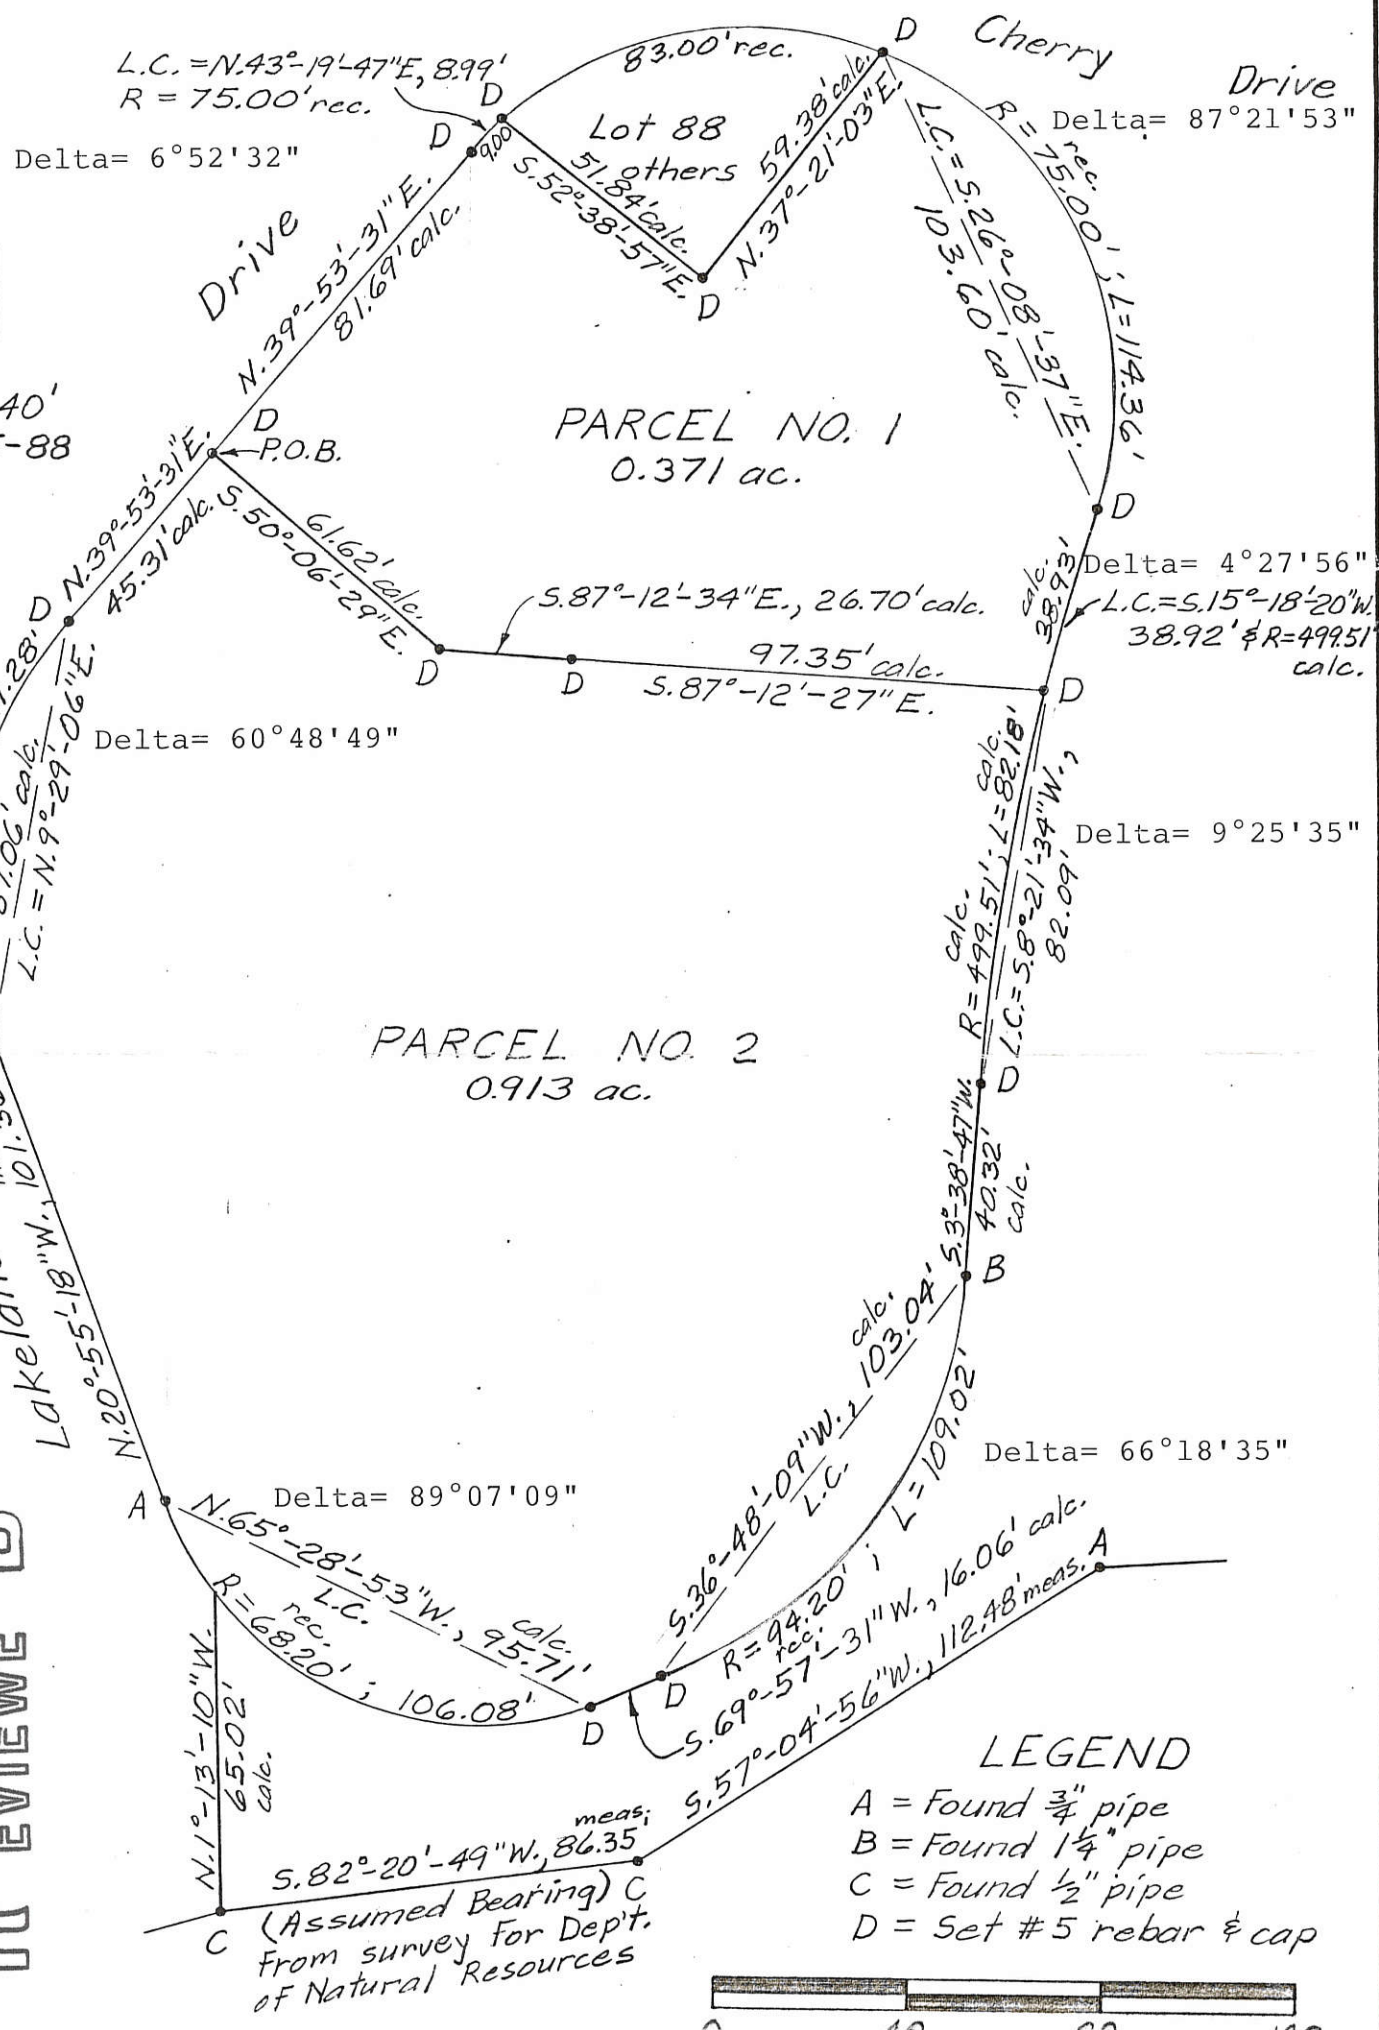 Cherry
Drive
83.00' rec.
D
L.C. = N.43°-19'-47"E, 8.99'
R = 75.00' rec.
D
D
9.00
Delta= 6°52'32"
Delta= 87°21'53"
Lot 88
others
51.84' calc.
S.52°-38'-57"E.
59.38' calc.
N.37°-21'-03"E.
D
L.C. = S.26°-08'-37"E.
103.60' calc.
rec.
R = 75.00' ; L=114.36'
Drive
N.39°-53'-31"E.
81.69' calc.
40'
-88
D
P.O.B.
PARCEL NO. 1
0.371 ac.
D
N.39°-53'-31"E.
45.31' calc.
S.50°-06'-29"E.
61.62' calc.
D
S.87°-12'-34"E., 26.70' calc.
97.35' calc.
S.87°-12'-27"E.
D
D
D
calc.
38.93'
Delta= 4°27'56"
L.C.=S.15°-18'-20"W.
38.92' & R=499.51'
calc.
.28'
Delta= 60°48'49"
7.06' calc.
L.C. = N.9°-29'-06"E.
calc. calc.
R=499.51'; L=82.18'
L.C.=S.8°-21'-34"W.,
82.09'
Delta= 9°25'35"
PARCEL NO. 2
0.913 ac.
D
S.3°-38'-47"W.
40.32'
calc.
B
N.20°-55'-18"W., 101.3
A
Delta= 89°07'09"
N.65°-28'-53"W., 95.71'
calc.
L.C.
R=68.20' ; 106.08'
rec.
calc.
S.36°-48'-09"W., 103.04'
L.C.
R=94.20' ; L=109.02'
rec.
Delta= 66°18'35"
D
D
S.69°-57'-31"W., 16.06' calc.
S.57°-04'-56"W., 112.48' meas.
A
N.1°-13'-10"W.
65.02'
calc.
meas.
S.82°-20'-49"W., 86.35'
C
C
(Assumed Bearing)
From survey for Dep't.
of Natural Resources
LEGEND
A = Found 3/4" pipe
B = Found 1 1/4" pipe
C = Found 1/2" pipe
D = Set #5 rebar & cap